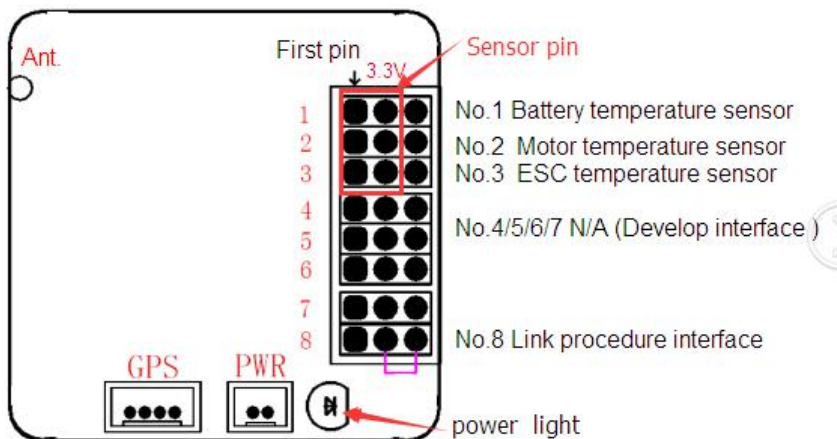 Ant.
First pin
3.3V
Sensor pin
1
No.1 Battery temperature sensor
2
No.2 Motor temperature sensor
3
No.3 ESC temperature sensor
4
No.4/5/6/7 N/A (Develop interface )
5
6
7
8
No.8 Link procedure interface
GPS
PWR
power light